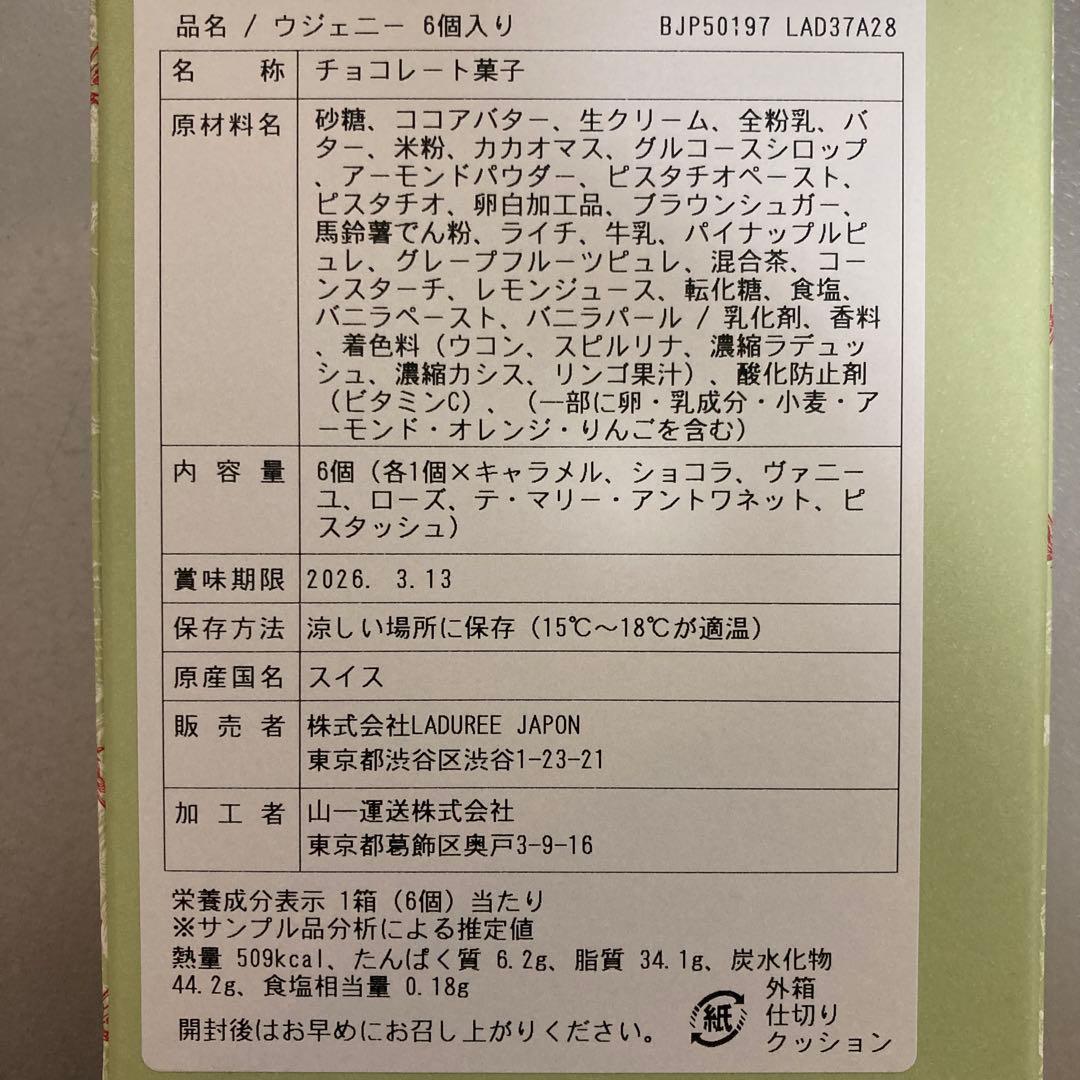 品名 / ウジェニー 6個入り BJP50197 LAD37A28
名称 チョコレート菓子
原材料名 砂糖、ココアバター、生クリーム、全粉乳、バ
ター、米粉、カカオマス、グルコースシロップ
、アーモンドパウダー、ピスタチオペースト、
ピスタチオ、卵白加工品、ブラウンシュガー、
馬鈴薯でん粉、ライチ、牛乳、パイナップルピ
ュレ、グレープフルーツピュレ、混合茶、コー
ンスターチ、レモンジュース、転化糖、食塩、
バニラペースト、バニラパール / 乳化剤、香料
、着色料（ウコン、スピルリナ、濃縮ラデュッ
シュ、濃縮カシス、リンゴ果汁）、酸化防止剤
（ビタミンC）、（一部に卵・乳成分・小麦・ア
ーモンド・オレンジ・りんごを含む）
内容量 6個（各1個×キャラメル、ショコラ、ヴァニー
ユ、ローズ、テ・マリー・アントワネット、ピ
スタッシュ）
賞味期限 2026. 3.13
保存方法 涼しい場所に保存（15℃～18℃が適温）
原産国名 スイス
販売者 株式会社LADUREE JAPON
東京都渋谷区渋谷1-23-21
加工者 山一運送株式会社
東京都葛飾区奥戸3-9-16
栄養成分表示 1箱（6個）当たり
※サンプル品分析による推定値
熱量 509kcal、たんぱく質 6.2g、脂質 34.1g、炭水化物
44.2g、食塩相当量 0.18g
開封後はお早めにお召し上がりください。
紙
外箱
仕切り
クッション